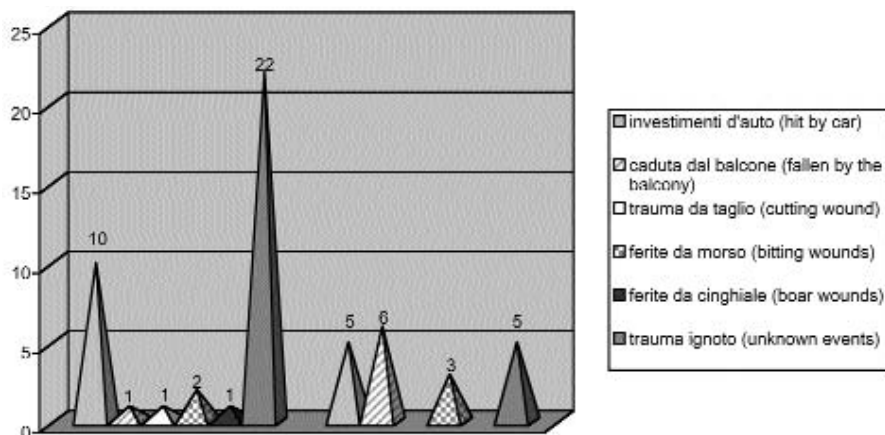 25
20
15
10
5
0
10
1
1
2
1
22
5
6
3
5
investimenti d'auto (hit by car)
caduta dal balcone (fallen by the
balcony)
trauma da taglio (cutting wound)
ferite da morso (bitting wounds)
ferite da cinghiale (boar wounds)
trauma ignoto (unknown events)